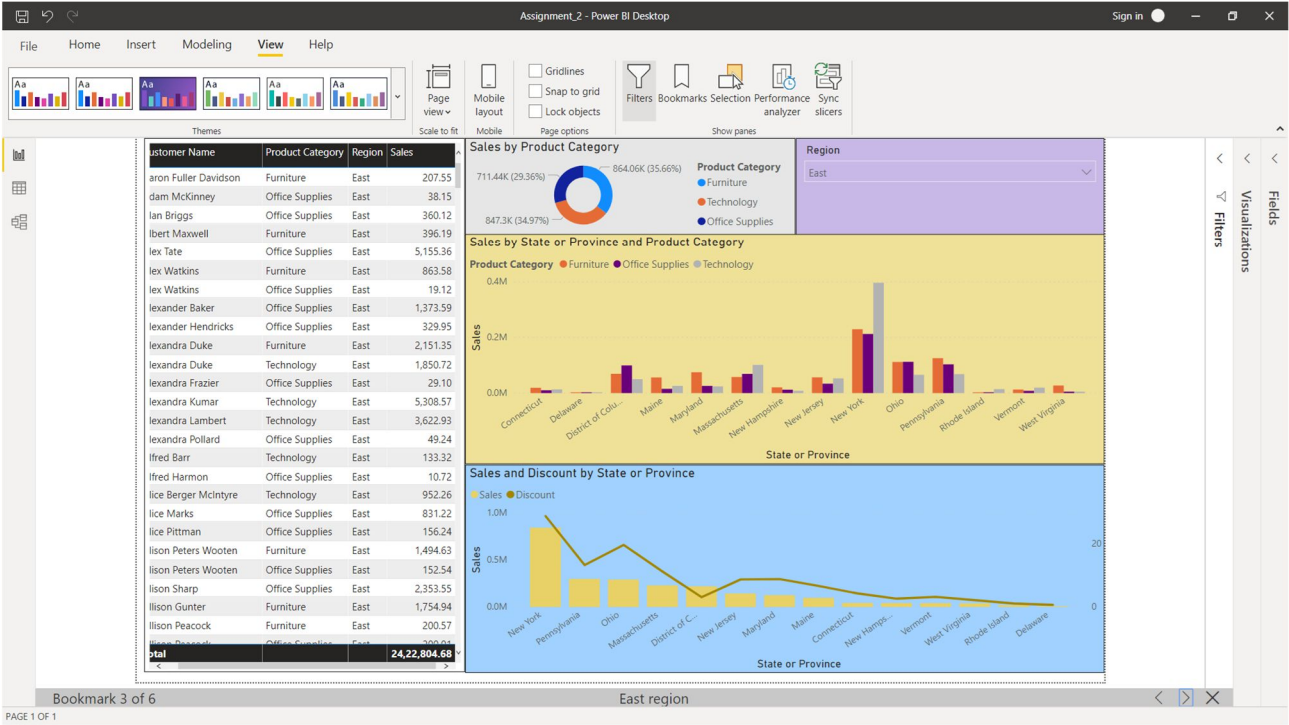 Assignment_2 - Power BI Desktop
Sign in
File Home Insert Modeling View Help
Aa Aa Aa Aa Aa Aa
Page view
Mobile layout
Gridlines
Snap to grid
Lock objects
Filters Bookmarks Selection Performance analyzer Sync slicers
Themes Scale to fit Mobile Page options Show panes
ustomer Name Product Category Region Sales
aron Fuller Davidson Furniture East 207.55
dam McKinney Office Supplies East 38.15
lan Briggs Office Supplies East 360.12
lbert Maxwell Furniture East 396.19
lex Tate Office Supplies East 5,155.36
lex Watkins Furniture East 863.58
lex Watkins Office Supplies East 19.12
lexander Baker Office Supplies East 1,373.59
lexander Hendricks Office Supplies East 329.95
lexandra Duke Furniture East 2,151.35
lexandra Duke Technology East 1,850.72
lexandra Frazier Office Supplies East 29.10
lexandra Kumar Technology East 5,308.57
lexandra Lambert Technology East 3,622.93
lexandra Pollard Office Supplies East 49.24
lfred Barr Technology East 133.32
lfred Harmon Office Supplies East 10.72
lice Berger McIntyre Technology East 952.26
lice Marks Office Supplies East 831.22
lice Pittman Office Supplies East 156.24
llison Peters Wooten Furniture East 1,494.63
llison Peters Wooten Office Supplies East 152.54
llison Sharp Office Supplies East 2,353.55
llison Gunter Furniture East 1,754.94
llison Peacock Furniture East 200.57
otal 24,22,804.68
Sales by Product Category
711.44K (29.36%)
864.06K (35.66%)
847.3K (34.97%)
Product Category
Furniture
Technology
Office Supplies
Region
East
Sales by State or Province and Product Category
Product Category Furniture Office Supplies Technology
0.4M
0.2M
0.0M
Sales
Connecticut Delaware District of Colu... Maine Maryland Massachusetts New Hampshire New Jersey New York Ohio Pennsylvania Rhode Island Vermont West Virginia
State or Province
Sales and Discount by State or Province
Sales Discount
1.0M
0.5M
0.0M
Sales
20
0
New York Pennsylvania Ohio Massachusetts District of C... New Jersey Maryland Maine Connecticut New Hamps... Vermont West Virginia Rhode Island Delaware
State or Province
Filters
Visualizations
Fields
Bookmark 3 of 6
East region
PAGE 1 OF 1